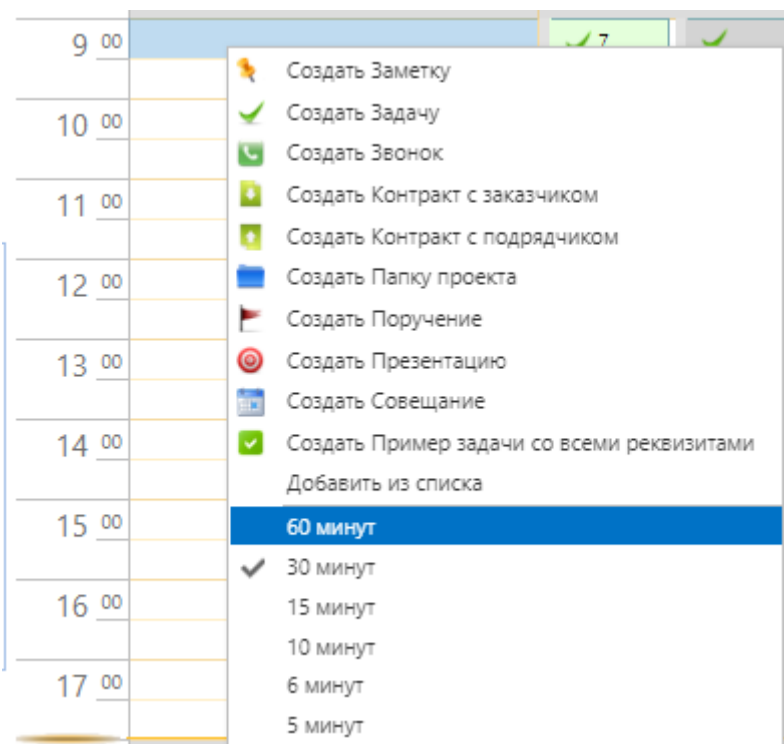 9 00
7
Создать Заметку
Создать Задачу
10 00
Создать Звонок
Создать Контракт с заказчиком
11 00
Создать Контракт с подрядчиком
Создать Папку проекта
12 00
Создать Поручение
Создать Презентацию
13 00
Создать Совещание
Создать Пример задачи со всеми реквизитами
14 00
Добавить из списка
60 минут
15 00
30 минут
15 минут
16 00
10 минут
6 минут
17 00
5 минут